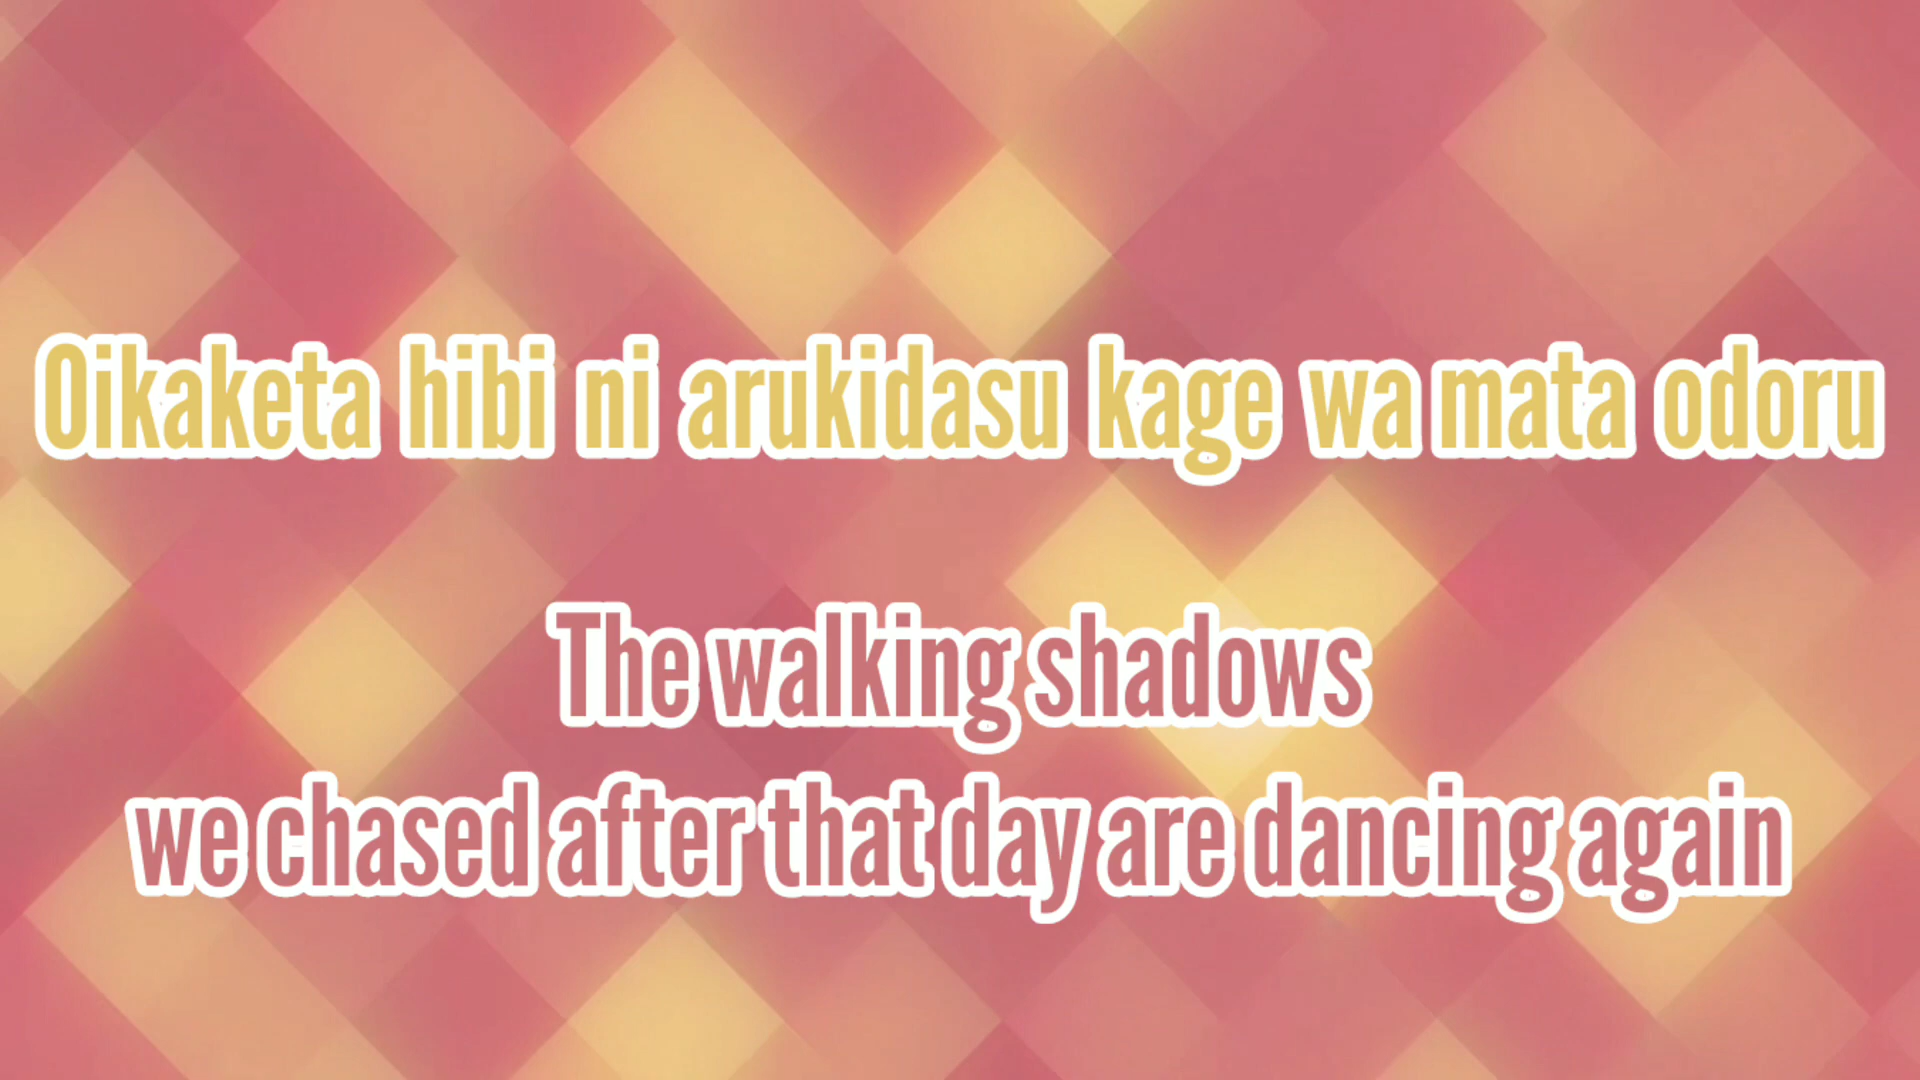 Oikaketa hibi ni arukidasu kage wa mata odoru
The walking shadows
we chased after that day are dancing again